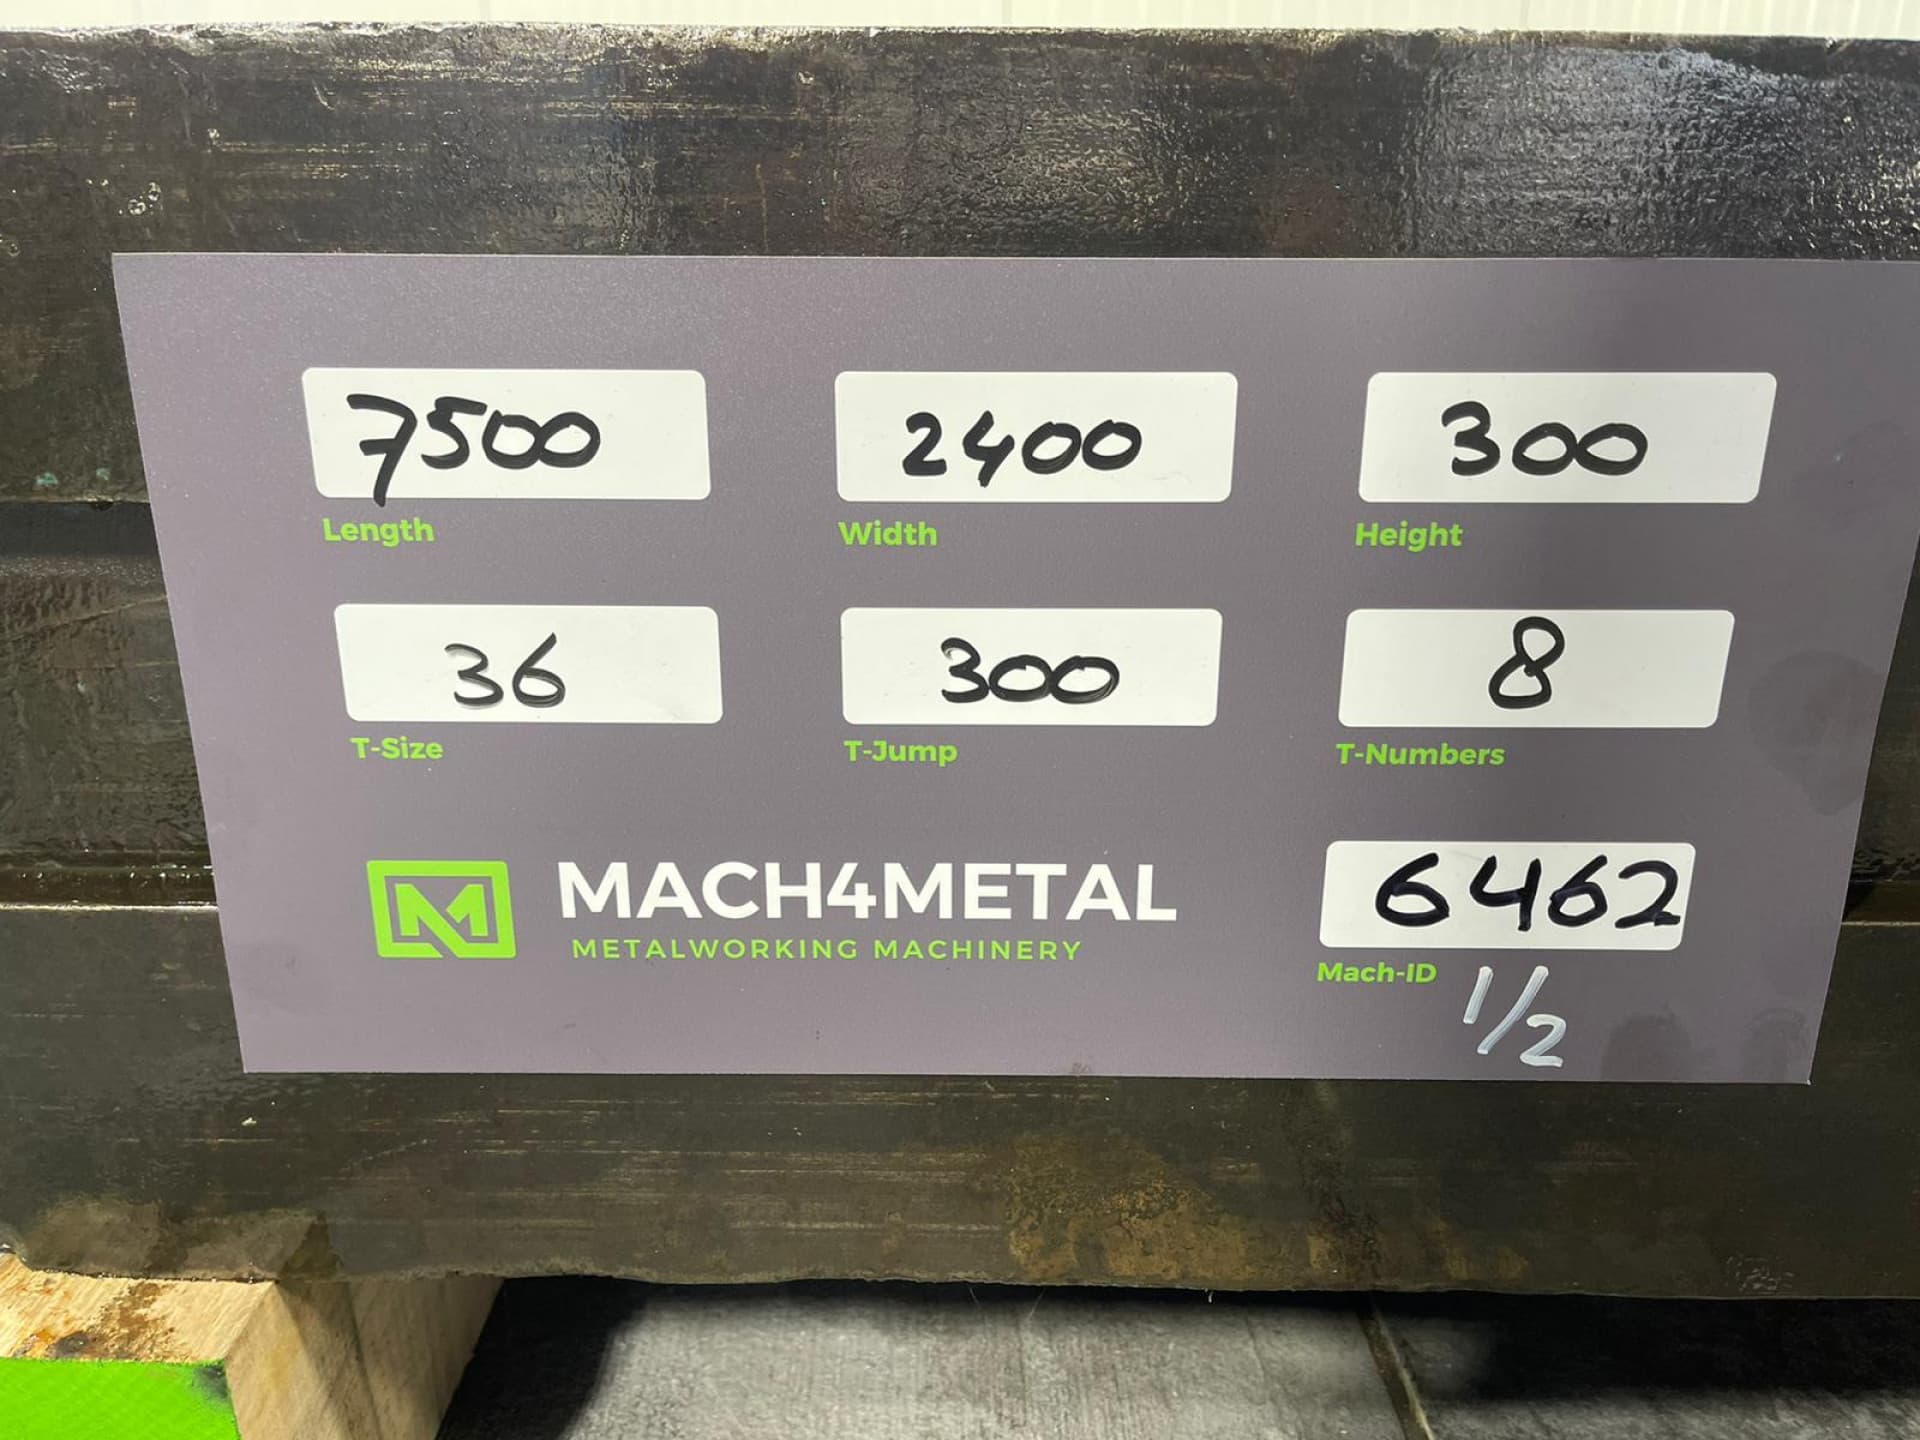 7500 2400 300
Length Width Height
36 300 8
T-Size T-Jump T-Numbers
MACH4METAL 6462
METALWORKING MACHINERY
Mach-ID 1/2